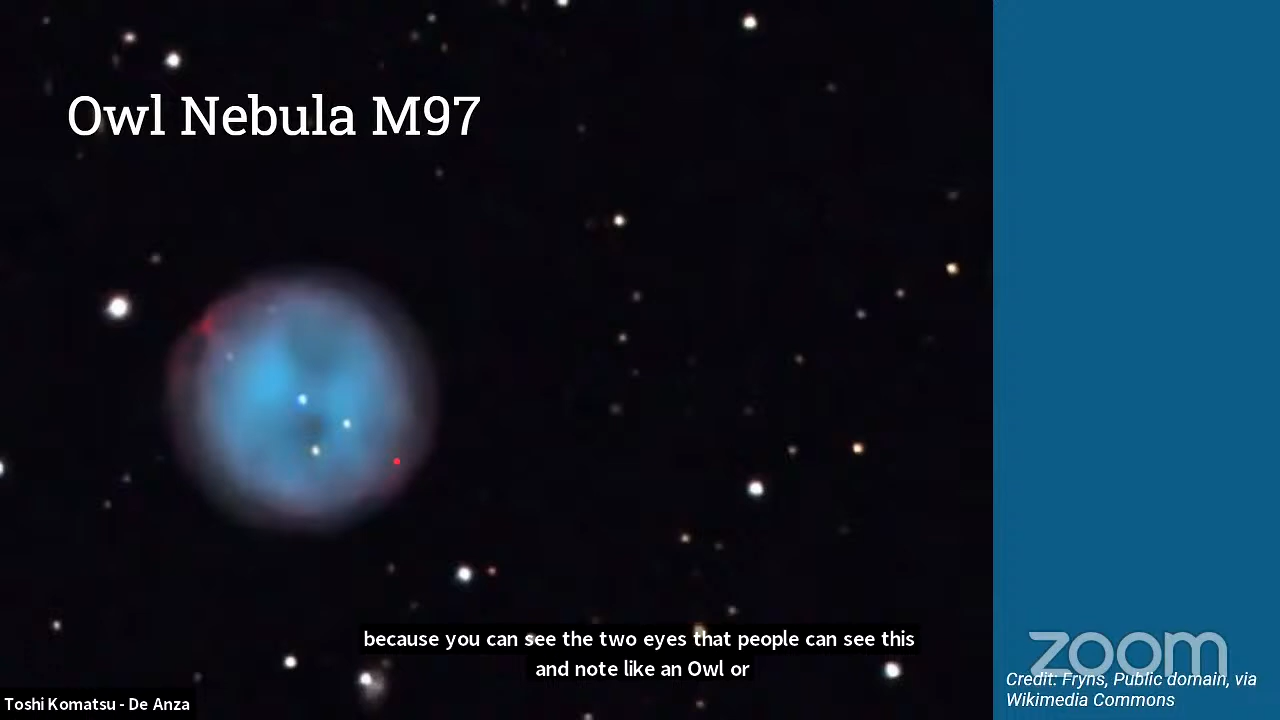 Owl Nebula M97
because you can see the two eyes that people can see this
and note like an Owl or
zoom
Credit: Fryns, Public domain, via
Wikimedia Commons
Toshi Komatsu - De Anza